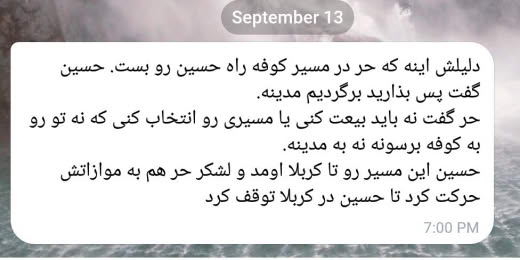 September 13
دلیلش اینه که حر در مسیر کوفه راه حسین رو بست. حسین
گفت پس بذارید برگردیم مدینه.
حر گفت نه باید بیعت کنی یا مسیری رو انتخاب کنی که نه تو رو
به کوفه برسونه نه به مدینه.
حسین این مسیر رو تا کربلا اومد و لشکر حر هم به موازاتش
حرکت کرد تا حسین در کربلا توقف کرد
7:00 PM